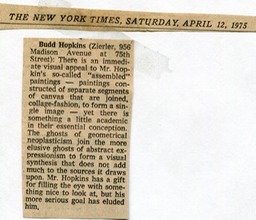 THE NEW YORK TIMES, SATURDAY, APRIL 12, 1975
Budd Hopkins (Zierler, 956
Madison Avenue at 75th
Street): There is an immedi-
ate visual appeal to Mr. Hop-
kin's so-called "assembled"
paintings — paintings con-
structed of separate segments
of canvas that are joined,
collage-fashion, to form a sin-
gle image — yet there is
something a little academic
in their essential conception.
The ghosts of geometrical
neoplasticism join the more
elusive ghosts of abstract ex-
pressionism to form a visual
synthesis that does not add
much to the sources it draws
upon. Mr. Hopkins has a gift
for filling the eye with some-
thing nice to look at, but his
more serious goal has eluded
him.